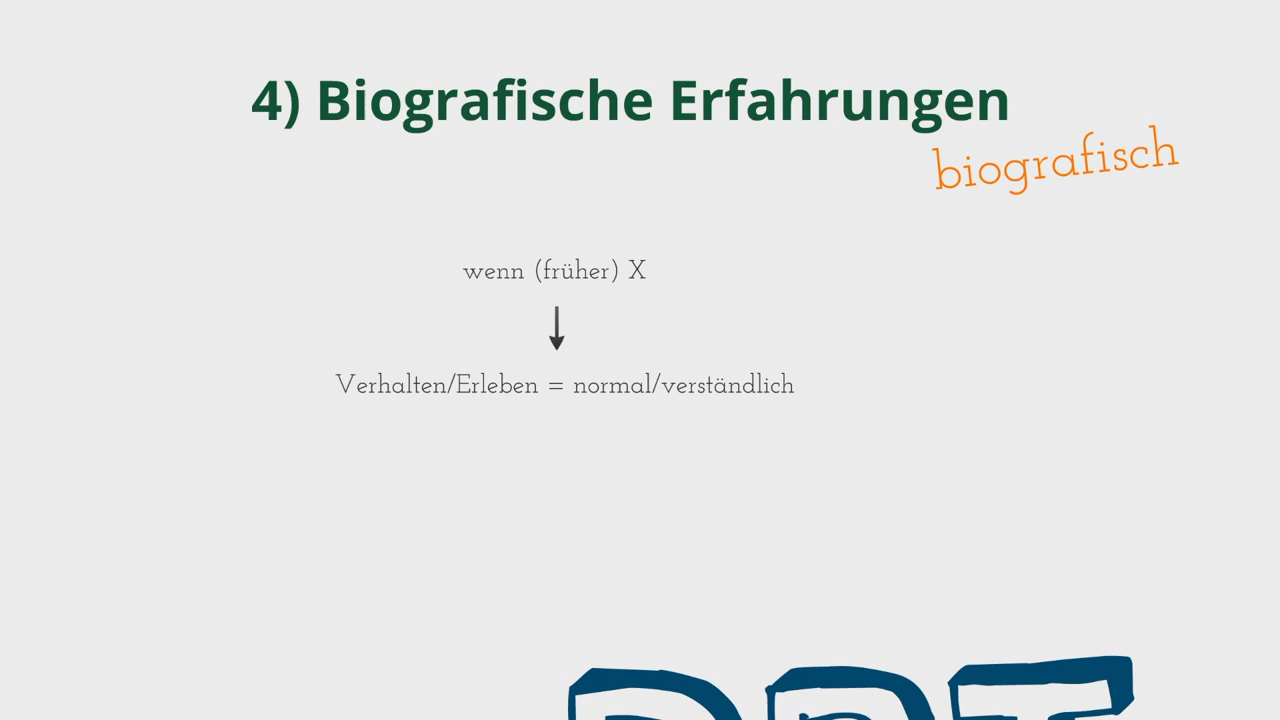 4) Biografische Erfahrungen
biografisch
wenn (früher) X
Verhalten/Erleben = normal/verständlich